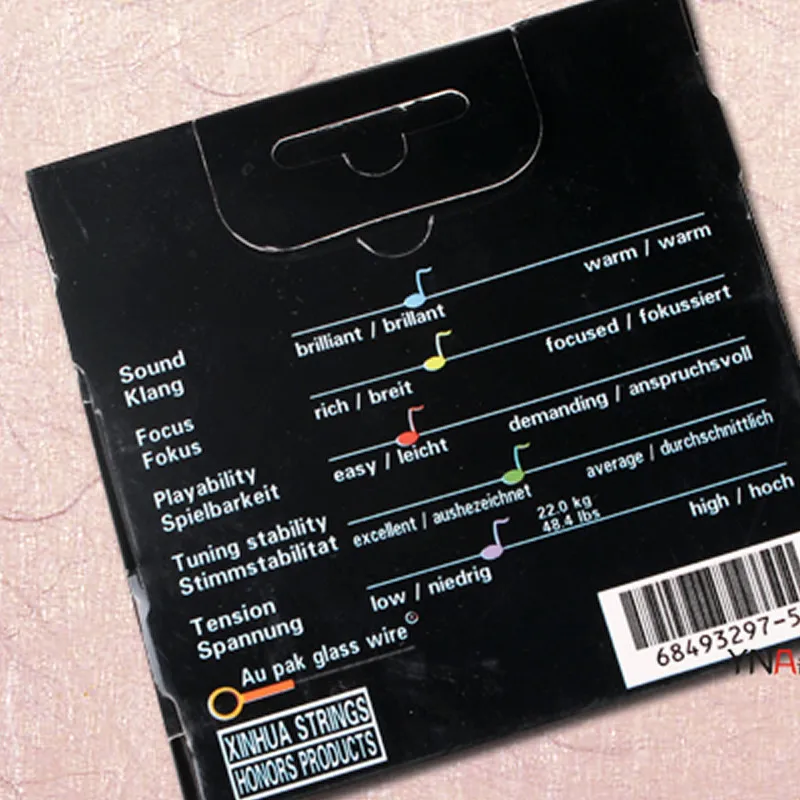 warm / warm
brilliant / brillant
Sound
Klang
focused / fokussiert
rich / breit
Focus
Fokus
demanding / anspruchsvoll
easy / leicht
Playability
Spielbarkeit
average / durchschnittlich
excellent / aushezeichnet
Tuning stability
Stimmstabilitat
22.0 kg
48.4 lbs
high / hoch
low / niedrig
Tension
Spannung
Au pak glass wire
68493297-5
YNA
XINHUA STRINGS
HONORS PRODUCTS